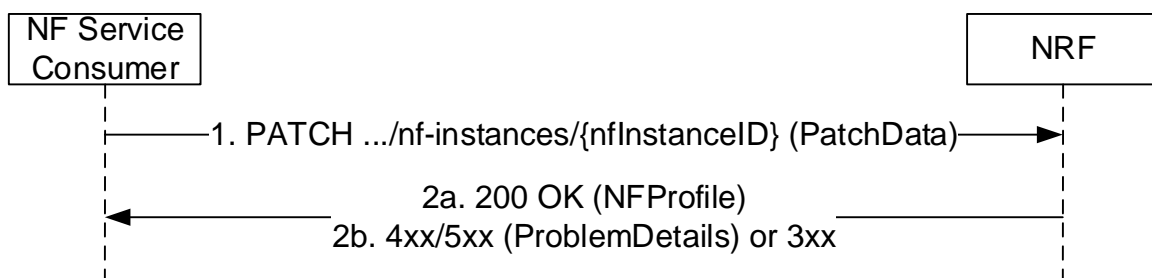 NF Service
Consumer
NRF
1. PATCH .../nf-instances/{nfInstanceID} (PatchData)
2a. 200 OK (NFProfile)
2b. 4xx/5xx (ProblemDetails) or 3xx